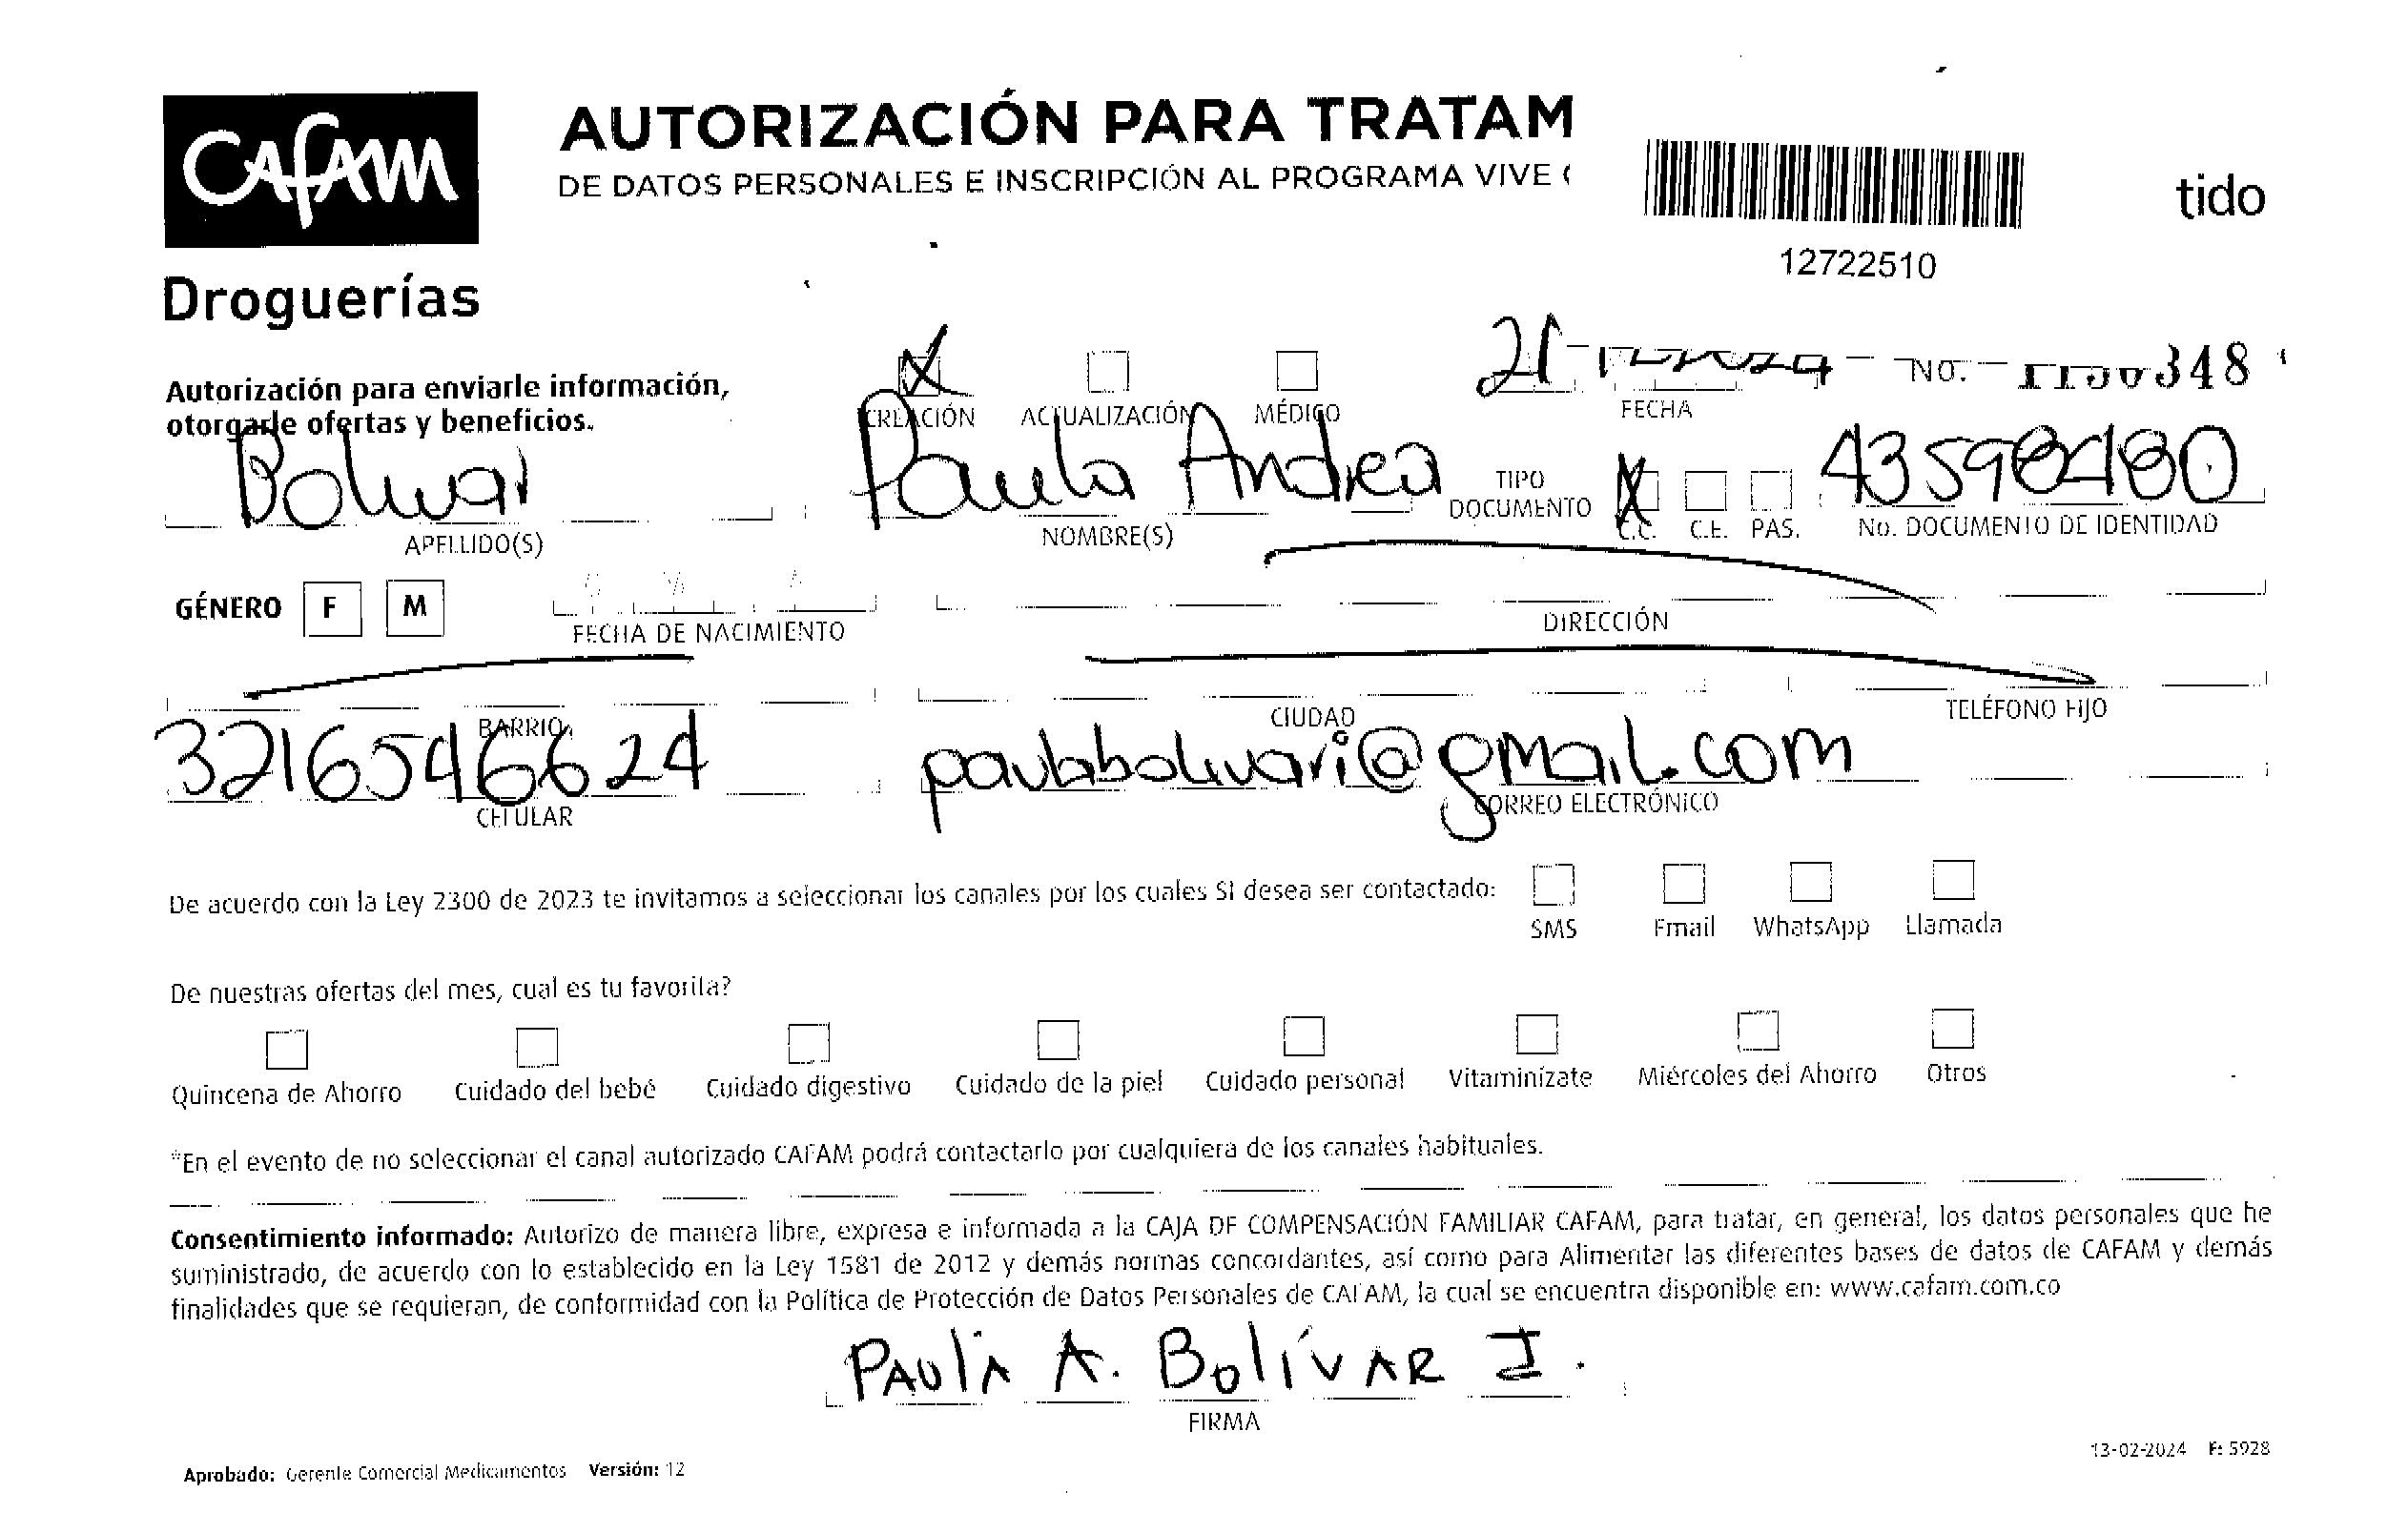 CAFAM
AUTORIZACIÓN PARA TRATAM
DE DATOS PERSONALES E INSCRIPCIÓN AL PROGRAMA VIVE
tido
12722510
Droguerías
Autorización para enviarle información,
otorgarle ofertas y beneficios.
CREACIÓN ACTUALIZACIÓN MÉDICO
21
No. 348
FECHA
Bolivar
APELLIDO(S)
Paula Andrea
NOMBRE(S)
TIPO
DOCUMENTO
C.C. C.E. PAS.
43598480
No. DOCUMENTO DE IDENTIDAD
GÉNERO F M
FECHA DE NACIMIENTO
DIRECCIÓN
BARRIO
CIUDAD
TELÉFONO FIJO
3216546624
CELULAR
paulabolivari@gmail.com
CORREO ELECTRÓNICO
De acuerdo con la Ley 2300 de 2023 te invitamos a seleccionar los canales por los cuales SI desea ser contactado:
SMS Email WhatsApp Llamada
De nuestras ofertas del mes, cual es tu favorita?
Quincena de Ahorro Cuidado del bebé Cuidado digestivo Cuidado de la piel Cuidado personal Vitaminízate Miércoles del Ahorro Otros
*En el evento de no seleccionar el canal autorizado CAFAM podrá contactarlo por cualquiera de los canales habituales.
Consentimiento informado: Autorizo de manera libre, expresa e informada a la CAJA DE COMPENSACIÓN FAMILIAR CAFAM, para tratar, en general, los datos personales que he
suministrado, de acuerdo con lo establecido en la Ley 1581 de 2012 y demás normas concordantes, así como para Alimentar las diferentes bases de datos de CAFAM y demás
finalidades que se requieran, de conformidad con la Política de Protección de Datos Personales de CAFAM, la cual se encuentra disponible en: www.cafam.com.co
PAULA A. BOLÍVAR I.
FIRMA
13-02-2024 F: 5928
Aprobado: Gerente Comercial Medicamentos Versión: 12